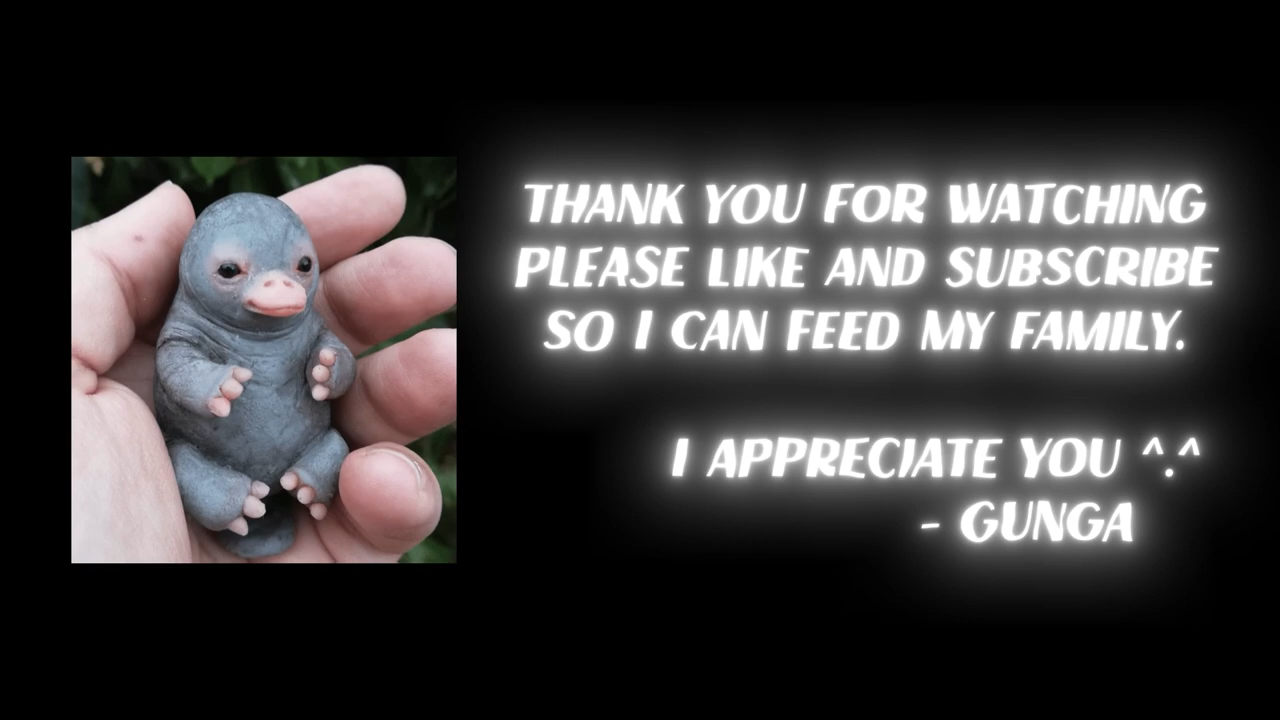 THANK YOU FOR WATCHING
PLEASE LIKE AND SUBSCRIBE
SO I CAN FEED MY FAMILY.
I APPRECIATE YOU ^.^
- GUNGA